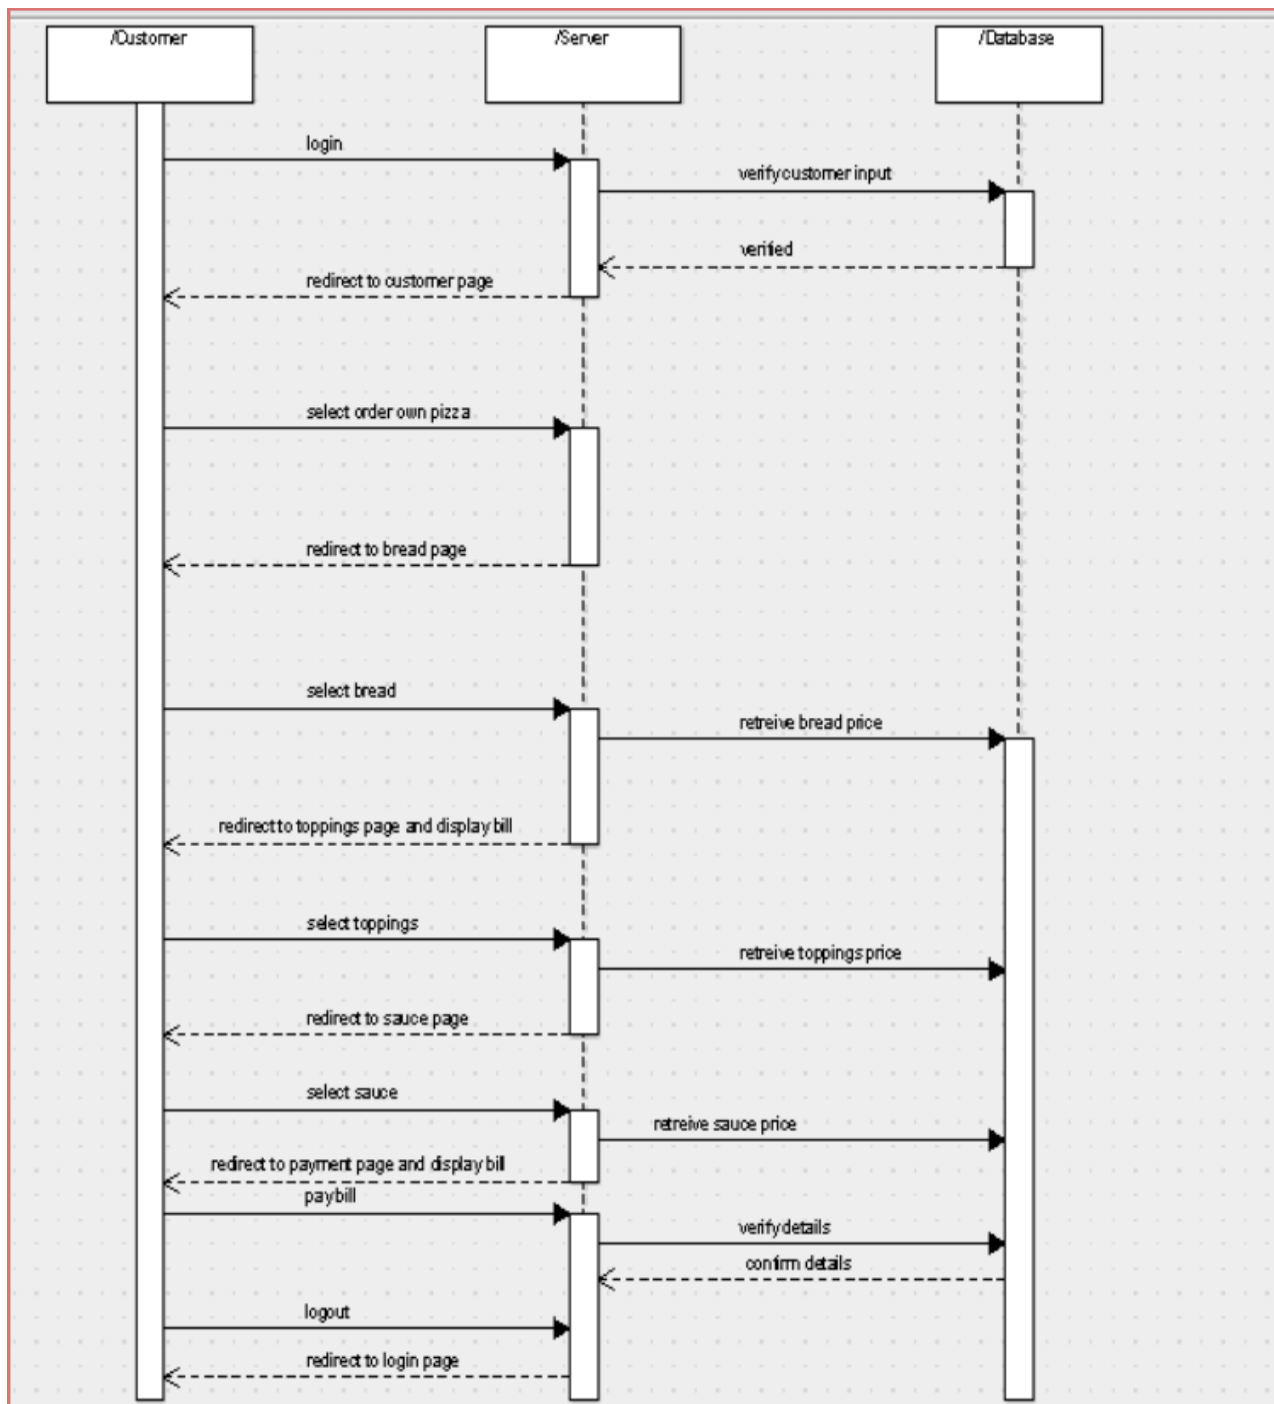 /Customer
/Server
/Database
login
verify customer input
verified
redirect to customer page
select order own pizza
redirect to bread page
select bread
retreive bread price
redirect to toppings page and display bill
select toppings
retreive toppings price
redirect to sauce page
select sauce
retreive sauce price
redirect to payment page and display bill
pay bill
verify details
confirm details
logout
redirect to login page